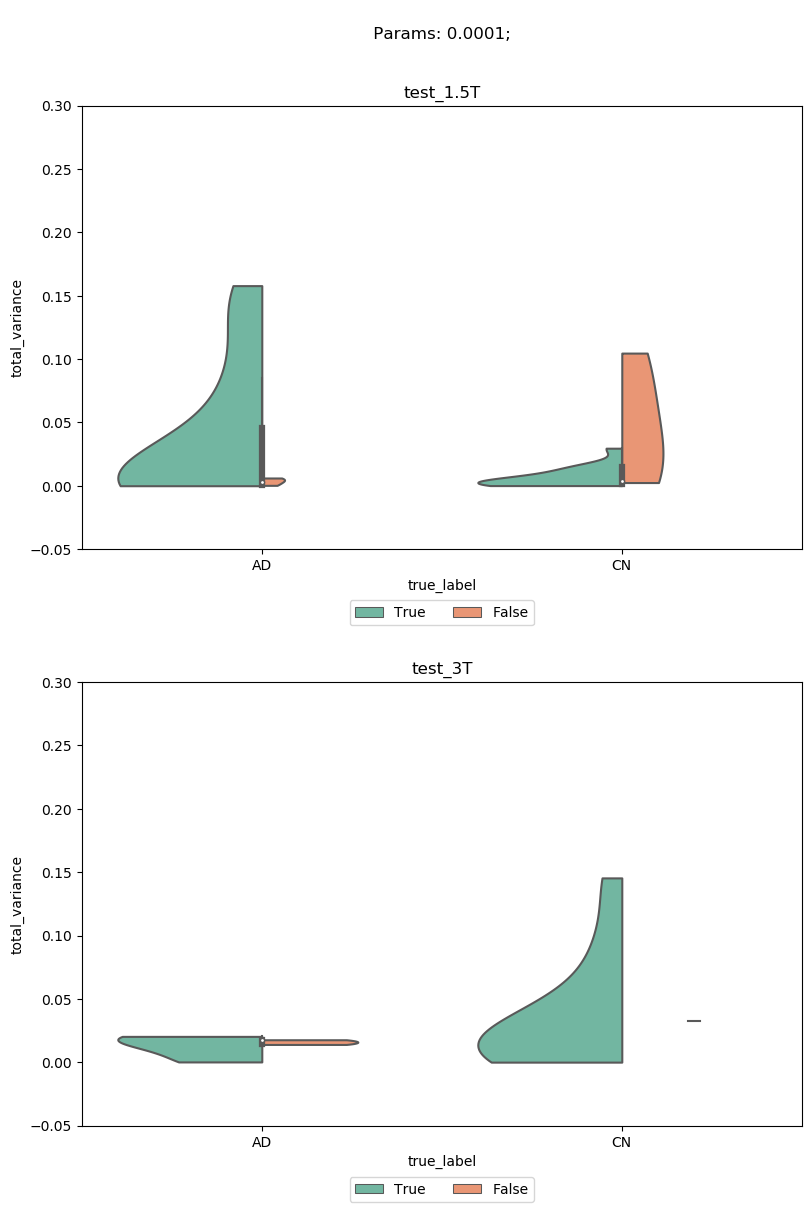 Params: 0.0001;
test_1.5T
0.30
0.25
0.20
0.15
0.10
0.05
0.00
−0.05
total_variance
AD CN
true_label
True False
test_3T
0.30
0.25
0.20
0.15
0.10
0.05
0.00
−0.05
total_variance
AD CN
true_label
True False